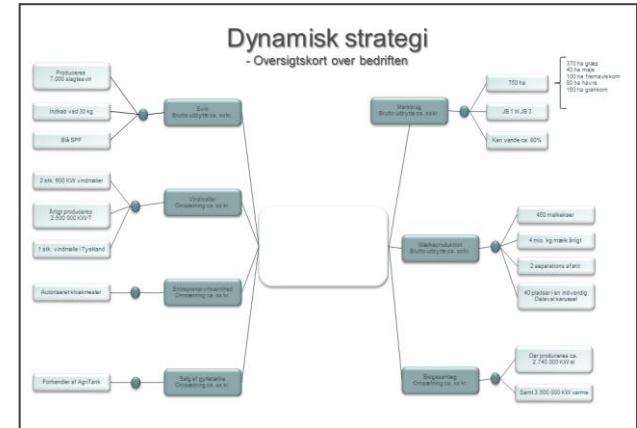 Dynamisk strategi
- Oversigtskort over bedriften
Produceres
7.000 slagtesvin
Indkøb ved 30 kg
Blå SPF
Svin
Brutto udbytte ca. xx kr.
2 stk. 600 KW vindmøller
Årligt produceres
2.500.000 KW/T
1 stk. vindmølle i Tyskland
Vindmøller
Omsætning ca. xx kr.
Autoriseret kloakmester
Entreprenørvirksomhed
Omsætning ca. xx kr.
Forhandler af AgriTank
Salg af gylletanke
Omsætning ca. xx kr.
Markbrug
Brutto udbytte ca. xx kr.
750 ha
370 ha græs
40 ha majs
100 ha fremavlskorn
80 ha havre
160 ha grønkorn
JB 1 til JB 3
Kan vande ca. 80%
Mælkeproduktion
Brutto udbytte ca. xx kr.
450 malkekøer
4 mio. kg mælk årligt
2 separations afsnit
40 pladser i en indvendig
Delaval karrusel
Biogasanlæg
Omsætning ca. xx kr.
Der produceres ca.
2.740.000 KW el
Samt 3.500.000 KW varme